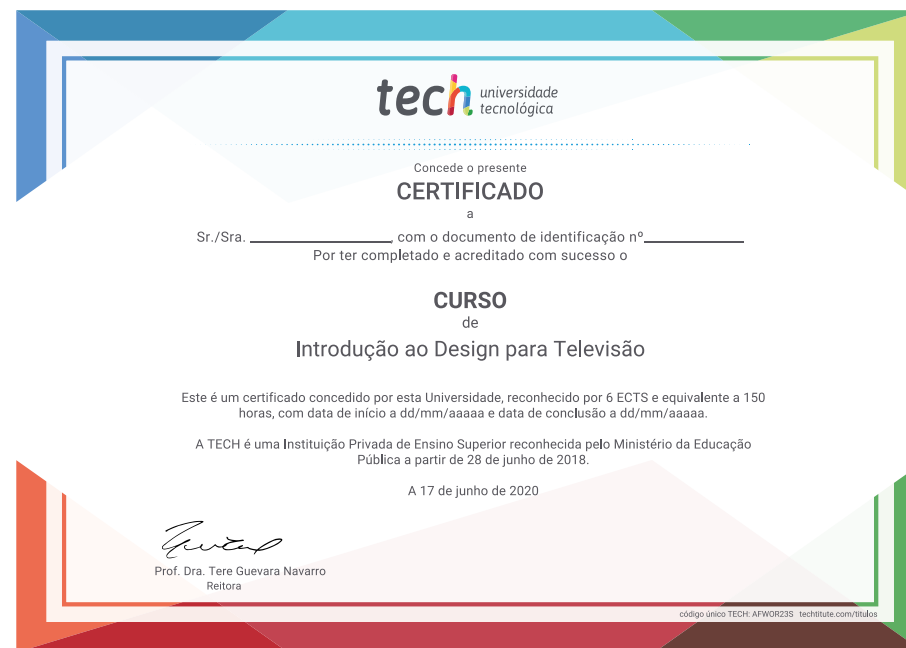 tech universidade
tecnológica
Concede o presente
CERTIFICADO
a
Sr./Sra. , com o documento de identificação nº
Por ter completado e acreditado com sucesso o
CURSO
de
Introdução ao Design para Televisão
Este é um certificado concedido por esta Universidade, reconhecido por 6 ECTS e equivalente a 150
horas, com data de início a dd/mm/aaaaa e data de conclusão a dd/mm/aaaaa.
A TECH é uma Instituição Privada de Ensino Superior reconhecida pelo Ministério da Educação
Pública a partir de 28 de junho de 2018.
A 17 de junho de 2020
Prof. Dra. Tere Guevara Navarro
Reitora
código único TECH: AFWOR23S techtitute.com/titulos